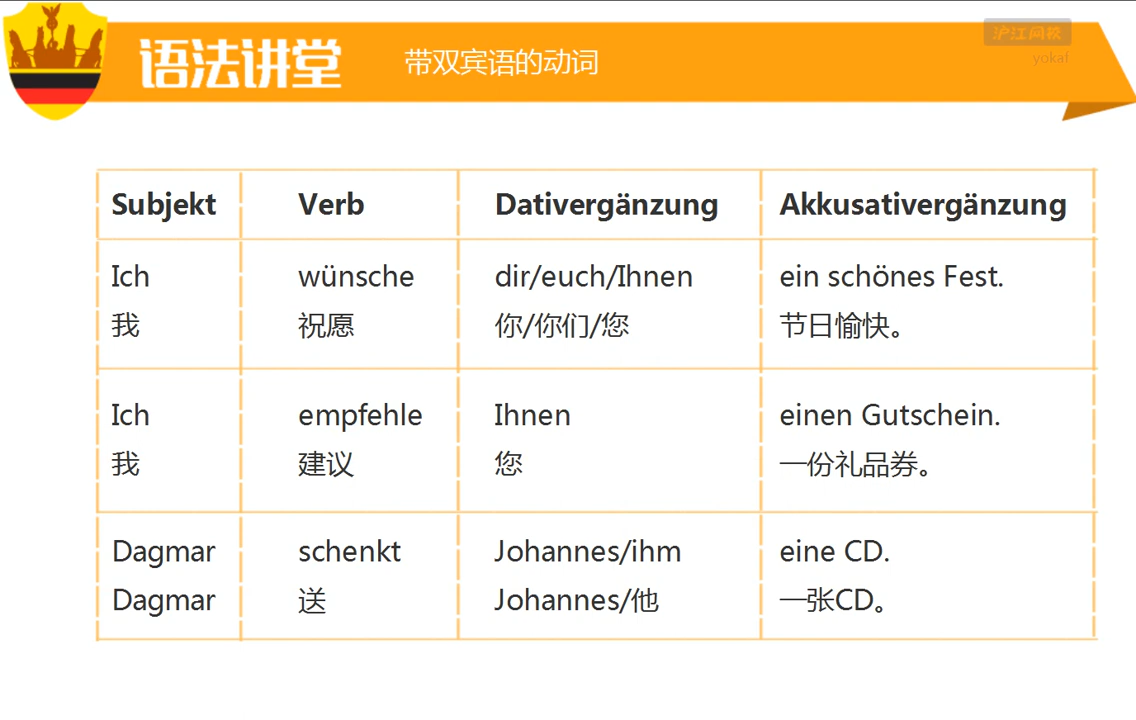 语法讲堂 带双宾语的动词
沪江网校
yokaf
Subjekt Verb Dativergänzung Akkusativergänzung
Ich wünsche dir/euch/Ihnen ein schönes Fest.
我 祝愿 你/你们/您 节日愉快。
Ich empfehle Ihnen einen Gutschein.
我 建议 您 一份礼品券。
Dagmar schenkt Johannes/ihm eine CD.
Dagmar 送 Johannes/他 一张CD。